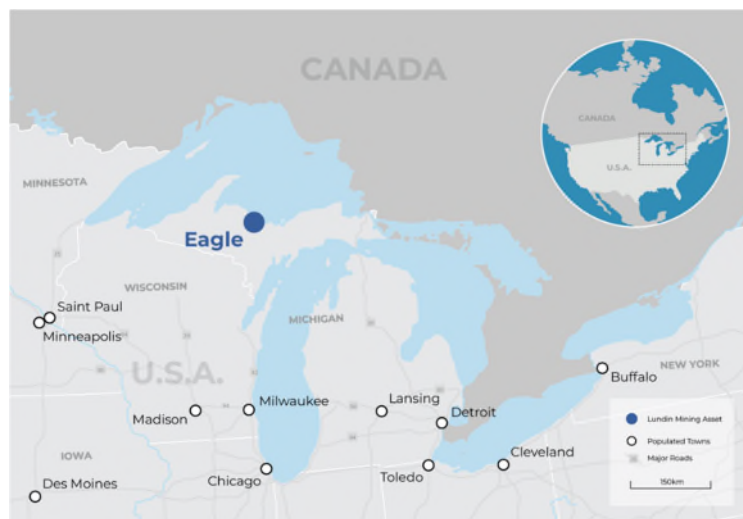 CANADA
CANADA
U.S.A.
MINNESOTA
Eagle
WISCONSIN
MICHIGAN
Saint Paul
Minneapolis
U.S.A.
NEW YORK
Buffalo
Madison
Milwaukee
Lansing
Detroit
IOWA
Des Moines
Chicago
Toledo
Cleveland
Lundin Mining Asset
Populated Towns
Major Roads
150km